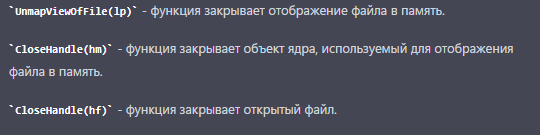 `UnmapViewOfFile(lp)` - функция закрывает отображение файла в память.
`CloseHandle(hm)` - функция закрывает объект ядра, используемый для отображения
файла в память.
`CloseHandle(hf)` - функция закрывает открытый файл.